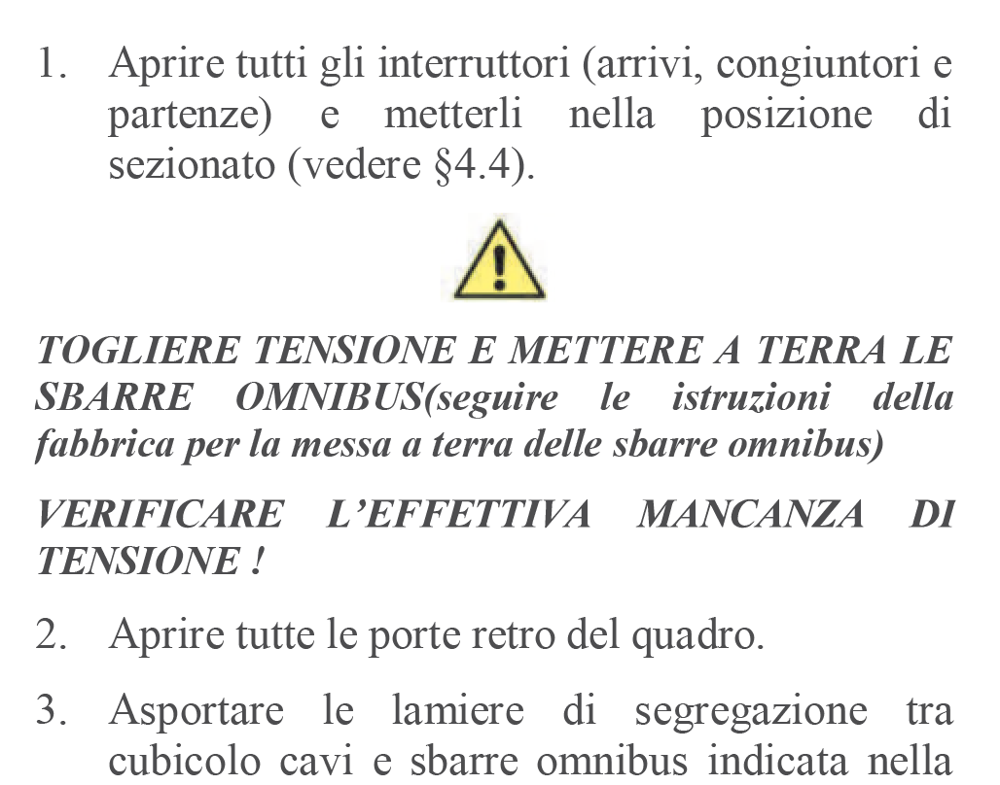 1. Aprire tutti gli interruttori (arrivi, congiuntori e
partenze) e metterli nella posizione di
sezionato (vedere §4.4).
TOGLIERE TENSIONE E METTERE A TERRA LE
SBARRE OMNIBUS(seguire le istruzioni della
fabbrica per la messa a terra delle sbarre omnibus)
VERIFICARE L’EFFETTIVA MANCANZA DI
TENSIONE !
2. Aprire tutte le porte retro del quadro.
3. Asportare le lamiere di segregazione tra
cubicolo cavi e sbarre omnibus indicata nella